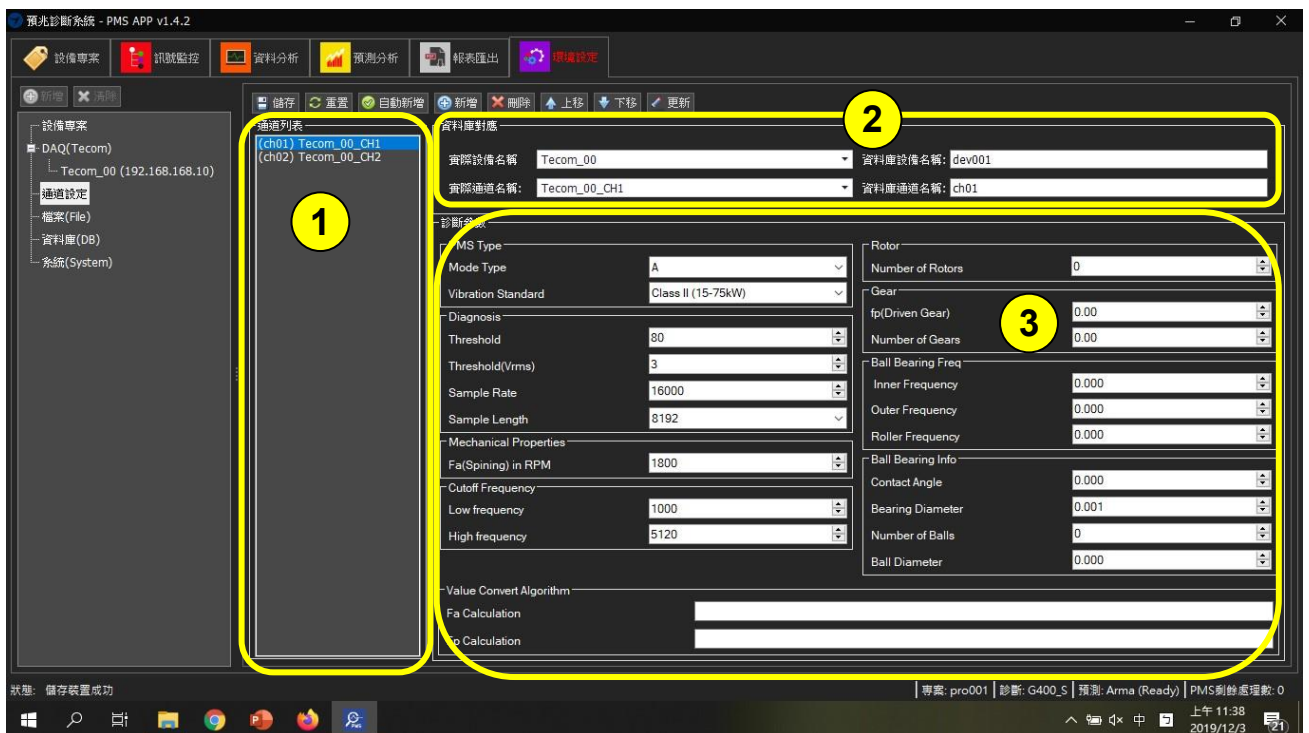 預兆診斷系統 - PMS APP v1.4.2
設備專案 訊號監控 資料分析 預測分析 報表匯出 環境設定
新增 清除
儲存 重置 自動新增 新增 刪除 上移 下移 更新
設備專案
DAQ(Tecom)
Tecom_00 (192.168.168.10)
通道設定
檔案(File)
資料庫(DB)
系統(System)
通道列表
(ch01) Tecom_00_CH1
(ch02) Tecom_00_CH2
1
資料庫對應
2
實際設備名稱 Tecom_00 資料庫設備名稱: dev001
實際通道名稱: Tecom_00_CH1 資料庫通道名稱: ch01
診斷參數
PMS Type
Mode Type A
Vibration Standard Class II (15-75kW)
Diagnosis
Threshold 80
Threshold(Vrms) 3
Sample Rate 16000
Sample Length 8192
Mechanical Properties
Fa(Spining) in RPM 1800
Cutoff Frequency
Low frequency 1000
High frequency 5120
Rotor
Number of Rotors 0
Gear
fp(Driven Gear) 0.00
3
Number of Gears 0.00
Ball Bearing Freq
Inner Frequency 0.000
Outer Frequency 0.000
Roller Frequency 0.000
Ball Bearing Info
Contact Angle 0.000
Bearing Diameter 0.001
Number of Balls 0
Ball Diameter 0.000
Value Convert Algorithm
Fa Calculation
Fp Calculation
狀態: 儲存裝置成功
專案: pro001 診斷: G400_S 預測: Arma (Ready) PMS剩餘處理數: 0
中
上午 11:38
2019/12/3
21